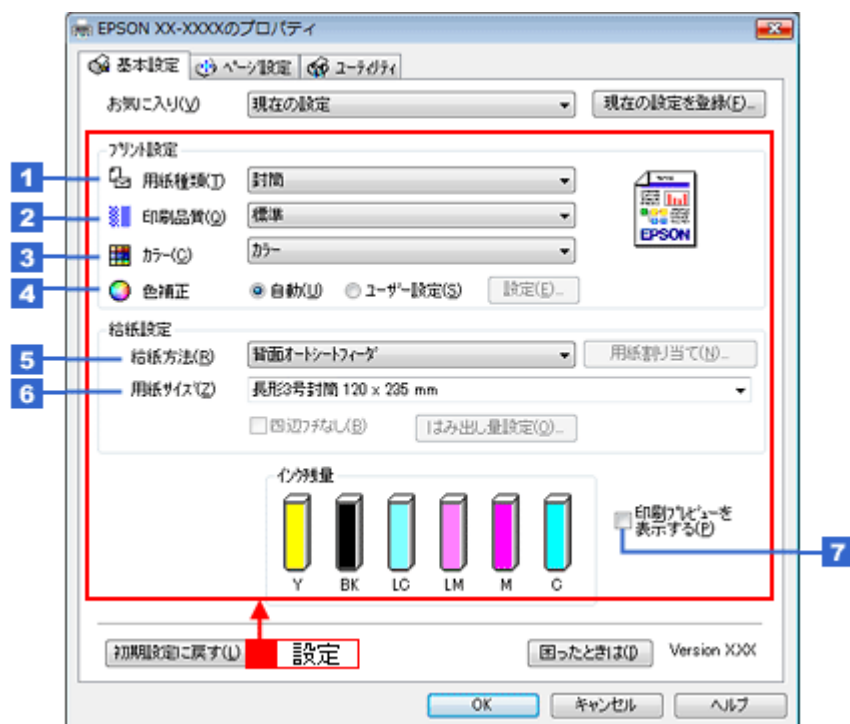 EPSON XX-XXXXのプロパティ
基本設定 ページ設定 ユーティリティ
お気に入り(V) 現在の設定 現在の設定を登録(F)...
プリント設定
1 用紙種類(T) 封筒
2 印刷品質(Q) 標準
EPSON
3 カラー(C) カラー
4 色補正 自動(U) ユーザー設定(S) 設定(E)...
給紙設定
5 給紙方法(R) 背面オートシートフィーダ 用紙割り当て(N)...
6 用紙サイズ(Z) 長形3号封筒 120 x 235 mm
四辺フチなし(B) はみ出し量設定(O)...
インク残量
印刷プレビューを
表示する(P)
7
Y BK LC LM M C
初期設定に戻す(L) 設定 困ったときは(I) Version X.XX
OK キャンセル ヘルプ